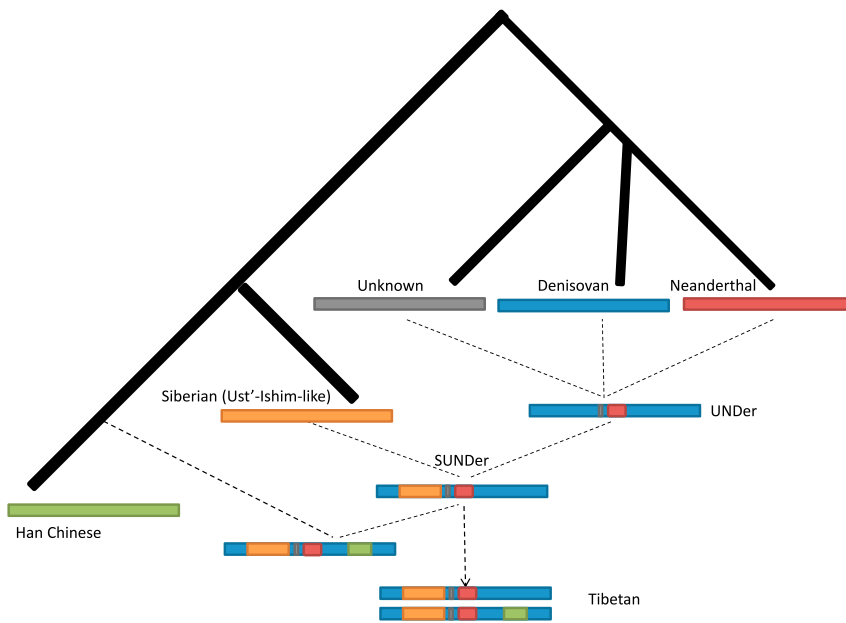 Unknown
Denisovan
Neanderthal
Siberian (Ust’-Ishim-like)
UNDer
SUNDer
Han Chinese
Tibetan